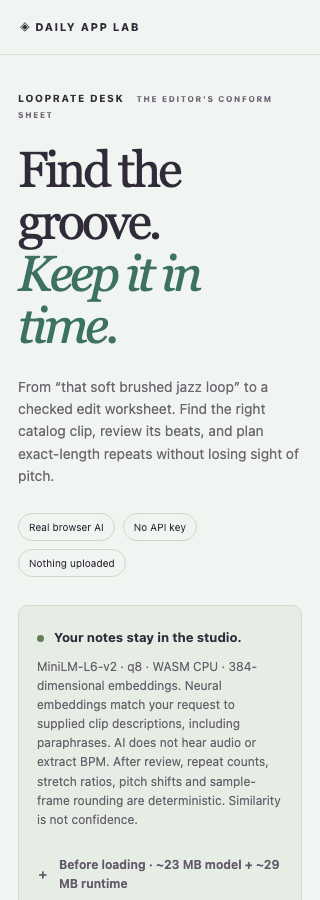 ◈ DAILY APP LAB
LOOPRATE DESK THE EDITOR'S CONFORM
SHEET
Find the
groove.
Keep it in
time.
From “that soft brushed jazz loop” to a
checked edit worksheet. Find the right
catalog clip, review its beats, and plan
exact-length repeats without losing sight of
pitch.
Real browser AI No API key
Nothing uploaded
Your notes stay in the studio.
MiniLM-L6-v2 · q8 · WASM CPU · 384-
dimensional embeddings. Neural
embeddings match your request to
supplied clip descriptions, including
paraphrases. AI does not hear audio or
extract BPM. After review, repeat counts,
stretch ratios, pitch shifts and sample-
frame rounding are deterministic. Similarity
is not confidence.
+ Before loading · ~23 MB model + ~29
MB runtime